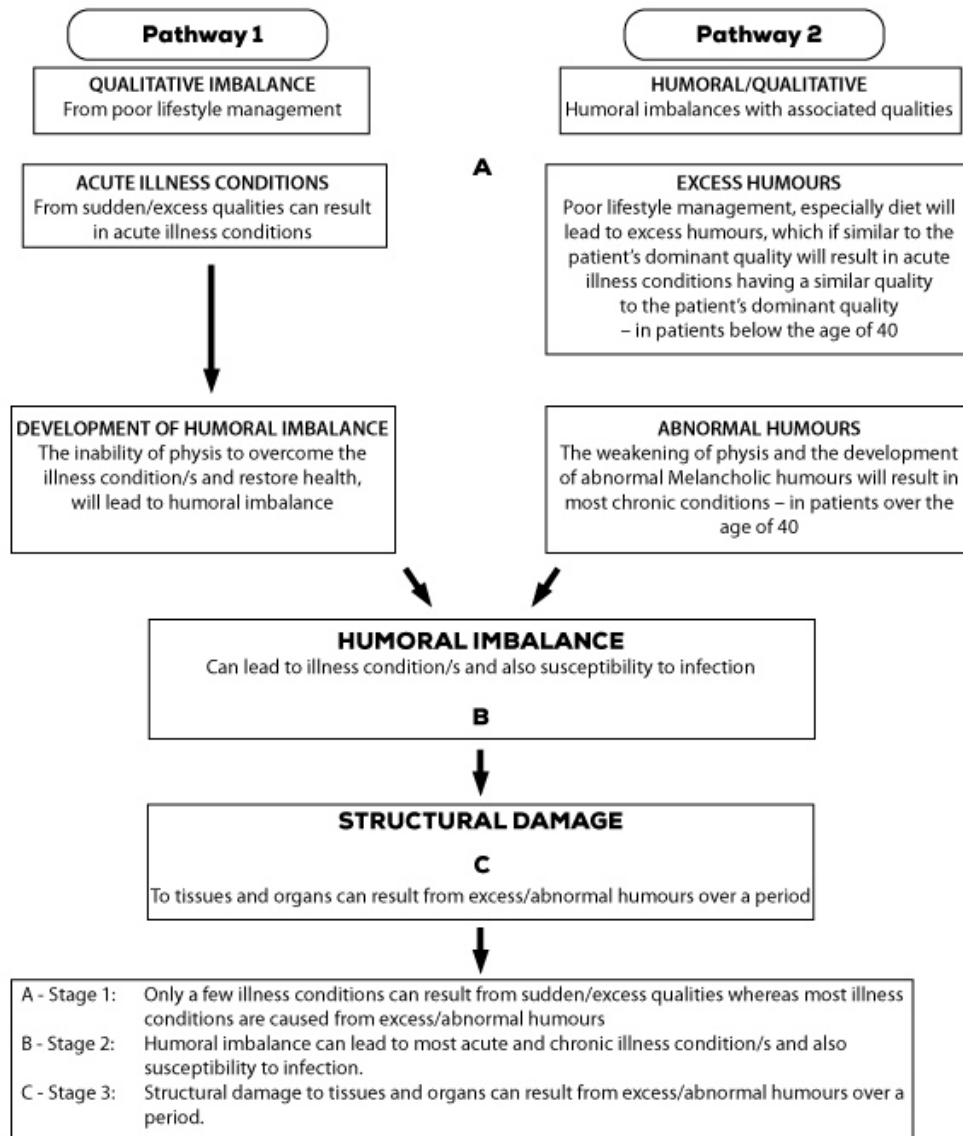 Pathway 1
QUALITATIVE IMBALANCE
From poor lifestyle management
ACUTE ILLNESS CONDITIONS
From sudden/excess qualities can result
in acute illness conditions
DEVELOPMENT OF HUMORAL IMBALANCE
The inability of physis to overcome the
illness condition/s and restore health,
will lead to humoral imbalance
Pathway 2
HUMORAL/QUALITATIVE
Humoral imbalances with associated qualities
A
EXCESS HUMOURS
Poor lifestyle management, especially diet will
lead to excess humours, which if similar to the
patient's dominant quality will result in acute
illness conditions having a similar quality
to the patient's dominant quality
– in patients below the age of 40
ABNORMAL HUMOURS
The weakening of physis and the development
of abnormal Melancholic humours will result in
most chronic conditions – in patients over the
age of 40
HUMORAL IMBALANCE
Can lead to illness condition/s and also susceptibility to infection
B
STRUCTURAL DAMAGE
C
To tissues and organs can result from excess/abnormal humours over a period
A - Stage 1: Only a few illness conditions can result from sudden/excess qualities whereas most illness
conditions are caused from excess/abnormal humours
B - Stage 2: Humoral imbalance can lead to most acute and chronic illness condition/s and also
susceptibility to infection.
C - Stage 3: Structural damage to tissues and organs can result from excess/abnormal humours over a
period.